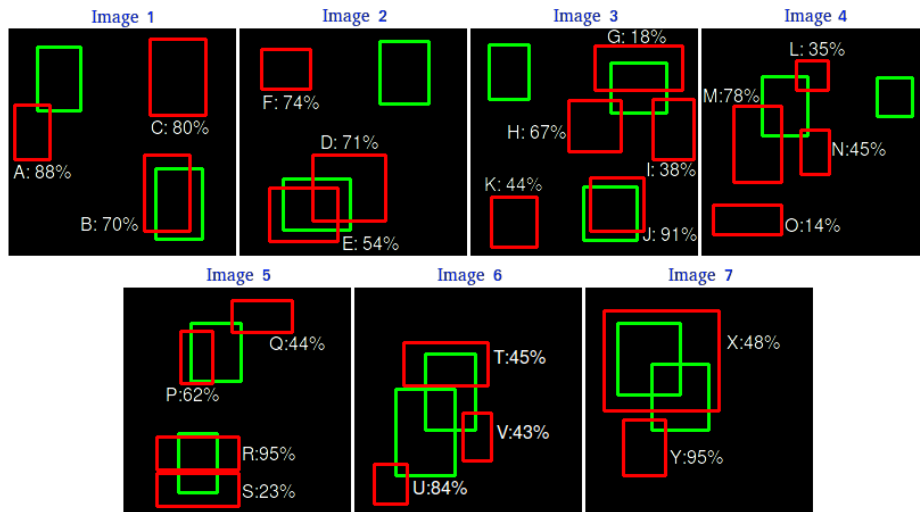 Image 1
Image 2
Image 3
Image 4
G: 18%
L: 35%
C: 80%
F: 74%
M:78%
D: 71%
H: 67%
N:45%
A: 88%
I: 38%
K: 44%
B: 70%
E: 54%
J: 91%
O:14%
Image 5
Image 6
Image 7
Q:44%
X:48%
T:45%
P:62%
V:43%
R:95%
Y:95%
S:23%
U:84%